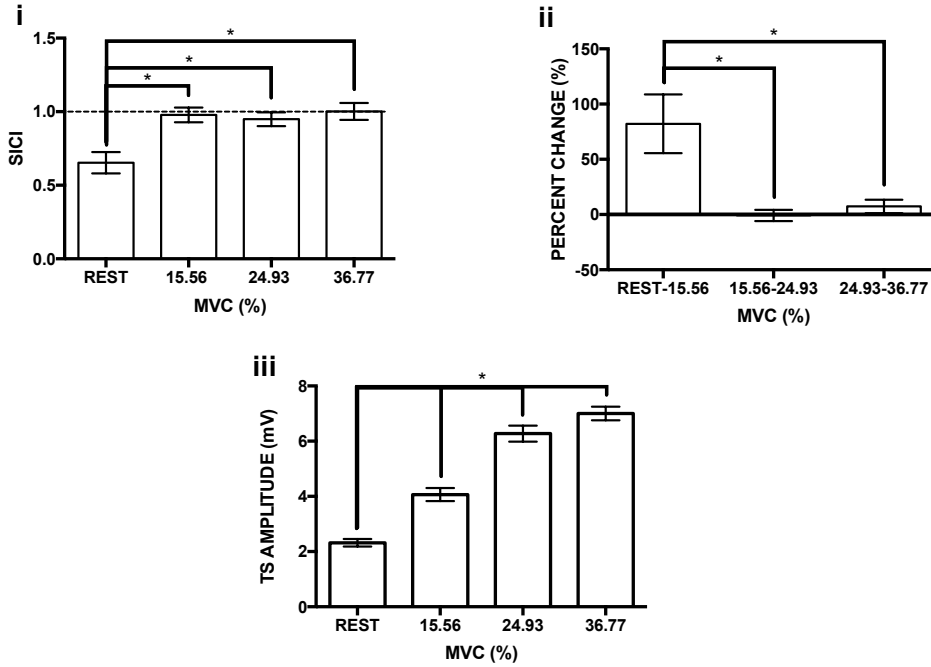 i
1.5
1.0
0.5
0.0
SICI
*
*
*
REST 15.56 24.93 36.77
MVC (%)
ii
150
100
50
0
-50
PERCENT CHANGE (%)
*
*
REST-15.56 15.56-24.93 24.93-36.77
MVC (%)
iii
8
6
4
2
0
TS AMPLITUDE (mV)
*
REST 15.56 24.93 36.77
MVC (%)